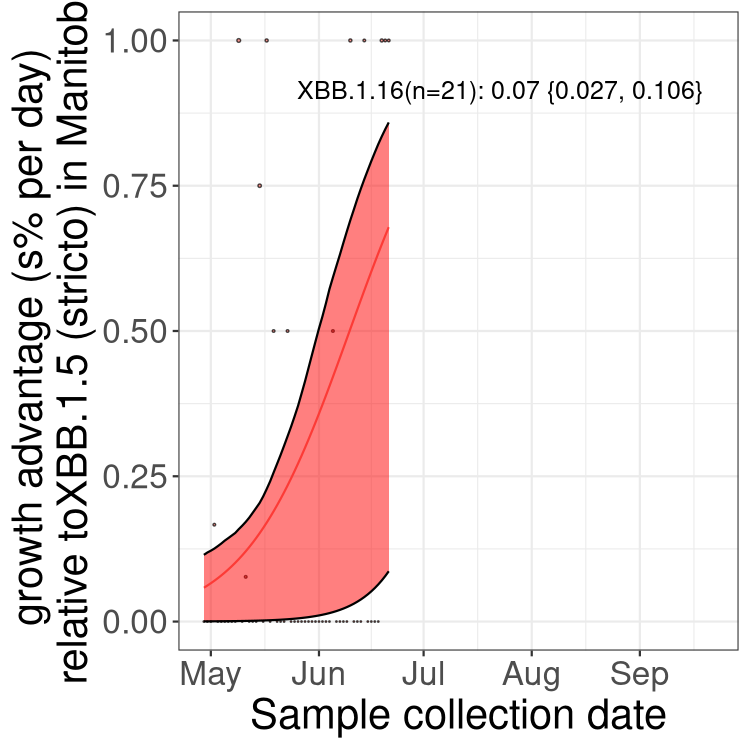 growth advantage (s% per day)
relative toXBB.1.5 (stricto) in Manitob
1.00
0.75
0.50
0.25
0.00
XBB.1.16(n=21): 0.07 {0.027, 0.106}
May Jun Jul Aug Sep
Sample collection date